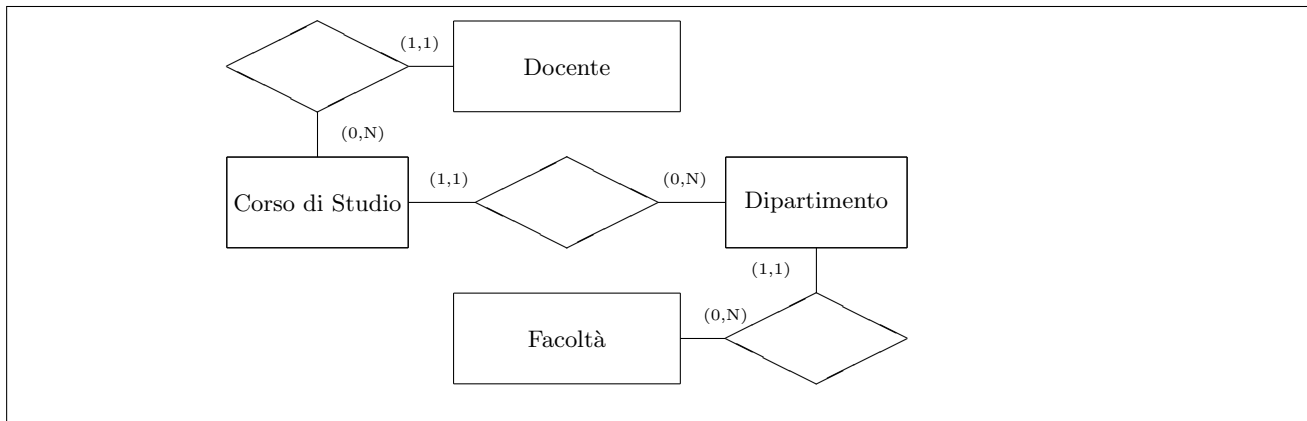 (1,1)
Docente
(0,N)
Corso di Studio
(1,1)
(0,N)
Dipartimento
(1,1)
Facoltà
(0,N)